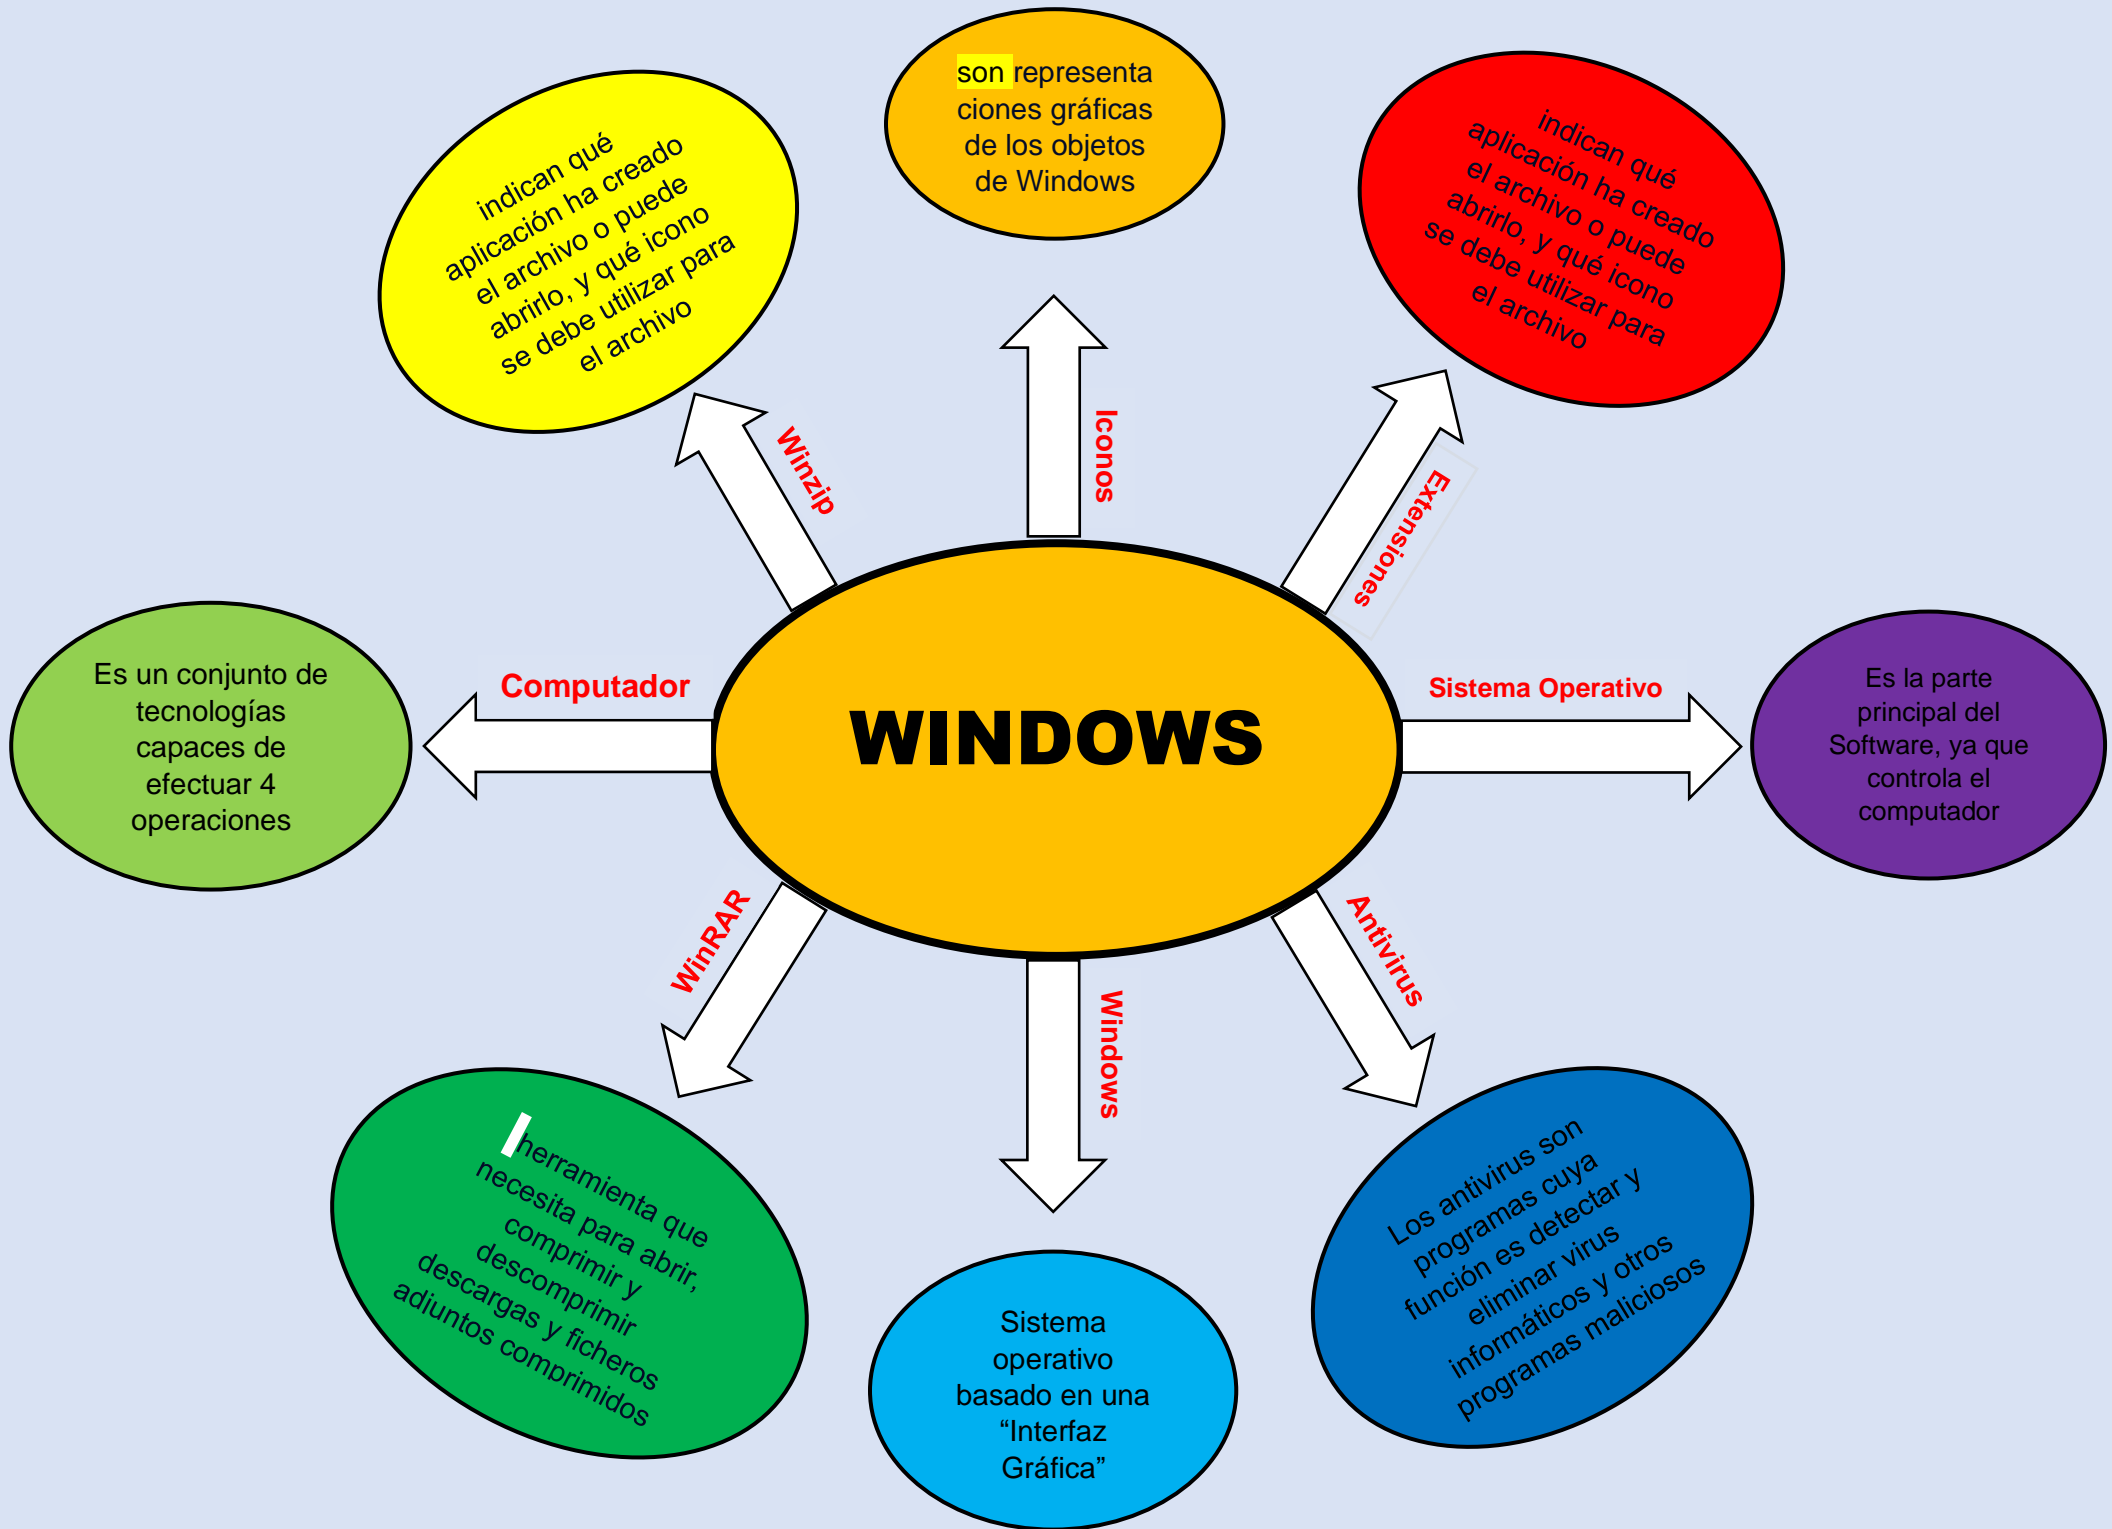 son representa
ciones gráficas
de los objetos
de Windows
indican qué
aplicación ha creado
el archivo o puede
abrirlo, y qué icono
se debe utilizar para
el archivo
indican qué
aplicación ha creado
el archivo o puede
abrirlo, y qué icono
se debe utilizar para
el archivo
Winzip
Iconos
Extensiones
Es un conjunto de
tecnologías
capaces de
efectuar 4
operaciones
Computador
WINDOWS
Sistema Operativo
Es la parte
principal del
Software, ya que
controla el
computador
WinRAR
Windows
Antivirus
herramienta que
necesita para abrir,
comprimir y
descomprimir
descargas y ficheros
adjuntos comprimidos
Sistema
operativo
basado en una
“Interfaz
Gráfica”
Los antivirus son
programas cuya
función es detectar y
eliminar virus
informáticos y otros
programas maliciosos